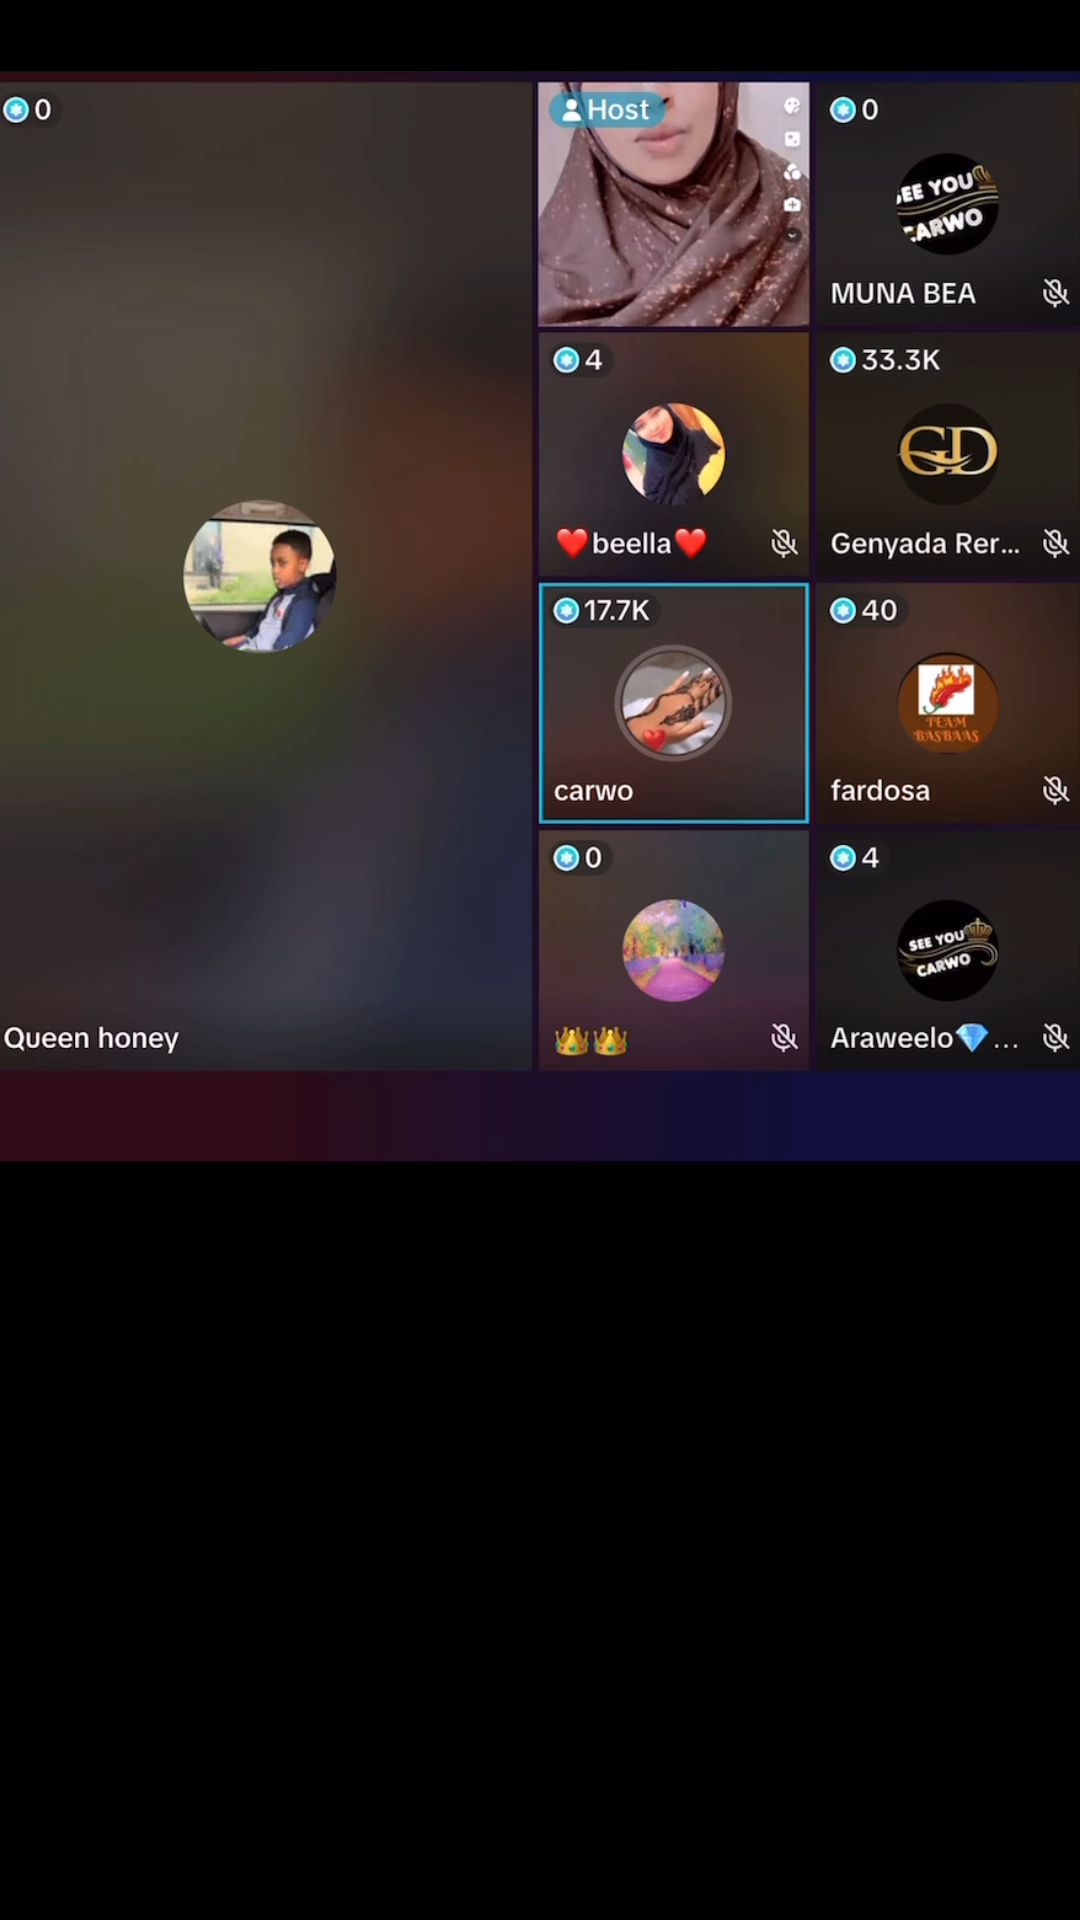 0
Queen honey
Host
0
SEE YOU
CARWO
MUNA BEA
4
❤️beella❤️
33.3K
GD
Genyada Rer...
17.7K
carwo
40
TEAM
BASBAAS
fardosa
0
👑👑
4
SEE YOU
CARWO
Araweelo💎...